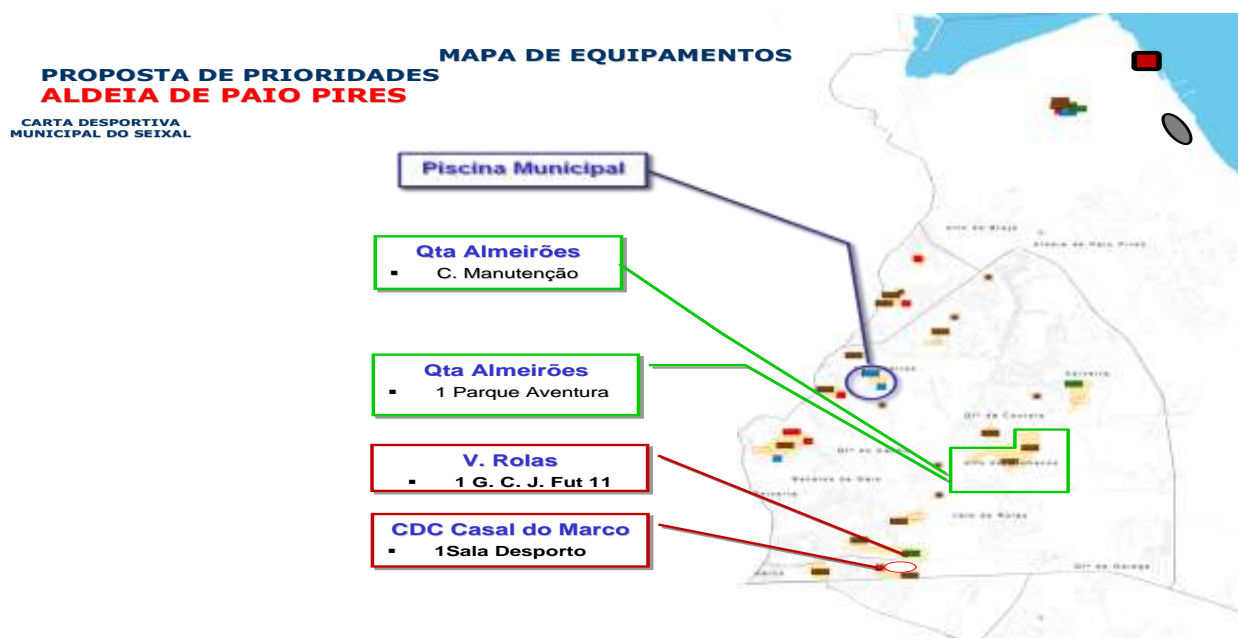 MAPA DE EQUIPAMENTOS
PROPOSTA DE PRIORIDADES
ALDEIA DE PAIO PIRES
CARTA DESPORTIVA
MUNICIPAL DO SEIXAL
Piscina Municipal
Qta Almeirões
▪ C. Manutenção
Qta Almeirões
▪ 1 Parque Aventura
V. Rolas
▪ 1 G. C. J. Fut 11
CDC Casal do Marco
▪ 1Sala Desporto
Aldeia de Paio Pires